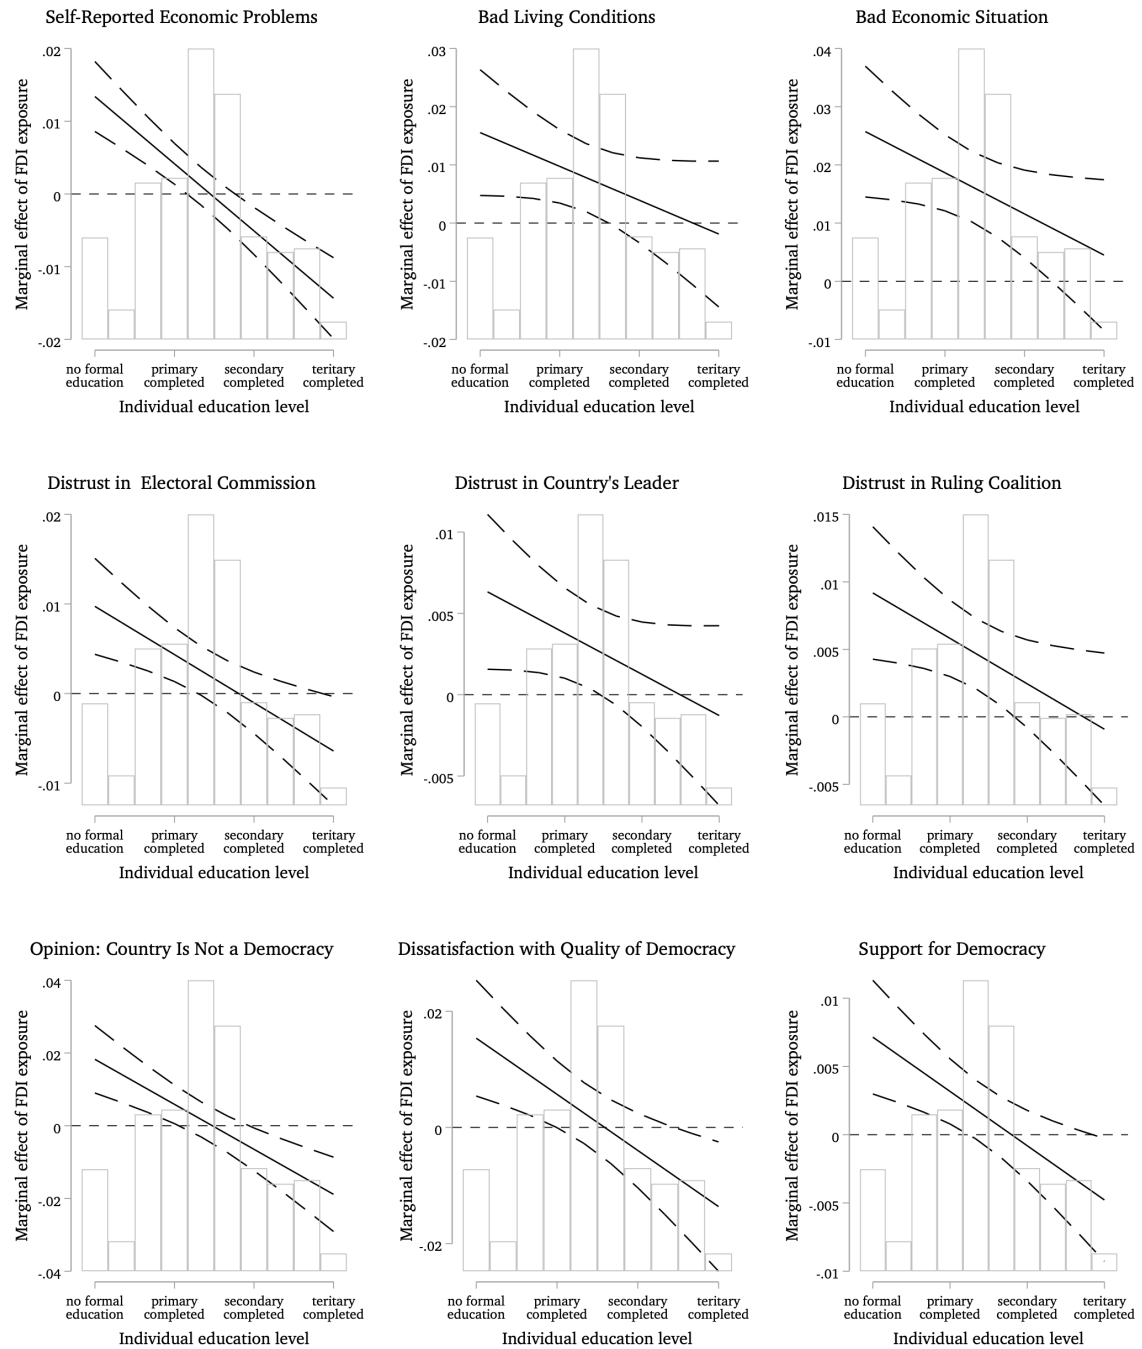 Self-Reported Economic Problems
Marginal effect of FDI exposure
.02
.01
0
-.01
-.02
no formal education
primary completed
secondary completed
teritary completed
Individual education level
Bad Living Conditions
Marginal effect of FDI exposure
.03
.02
.01
0
-.01
-.02
no formal education
primary completed
secondary completed
teritary completed
Individual education level
Bad Economic Situation
Marginal effect of FDI exposure
.04
.03
.02
.01
0
-.01
no formal education
primary completed
secondary completed
teritary completed
Individual education level
Distrust in  Electoral Commission
Marginal effect of FDI exposure
.02
.01
0
-.01
no formal education
primary completed
secondary completed
teritary completed
Individual education level
Distrust in Country's Leader
Marginal effect of FDI exposure
.01
.005
0
-.005
no formal education
primary completed
secondary completed
teritary completed
Individual education level
Distrust in Ruling Coalition
Marginal effect of FDI exposure
.015
.01
.005
0
-.005
no formal education
primary completed
secondary completed
teritary completed
Individual education level
Opinion: Country Is Not a Democracy
Marginal effect of FDI exposure
.04
.02
0
-.02
-.04
no formal education
primary completed
secondary completed
teritary completed
Individual education level
Dissatisfaction with Quality of Democracy
Marginal effect of FDI exposure
.02
0
-.02
no formal education
primary completed
secondary completed
teritary completed
Individual education level
Support for Democracy
Marginal effect of FDI exposure
.01
.005
0
-.005
-.01
no formal education
primary completed
secondary completed
teritary completed
Individual education level